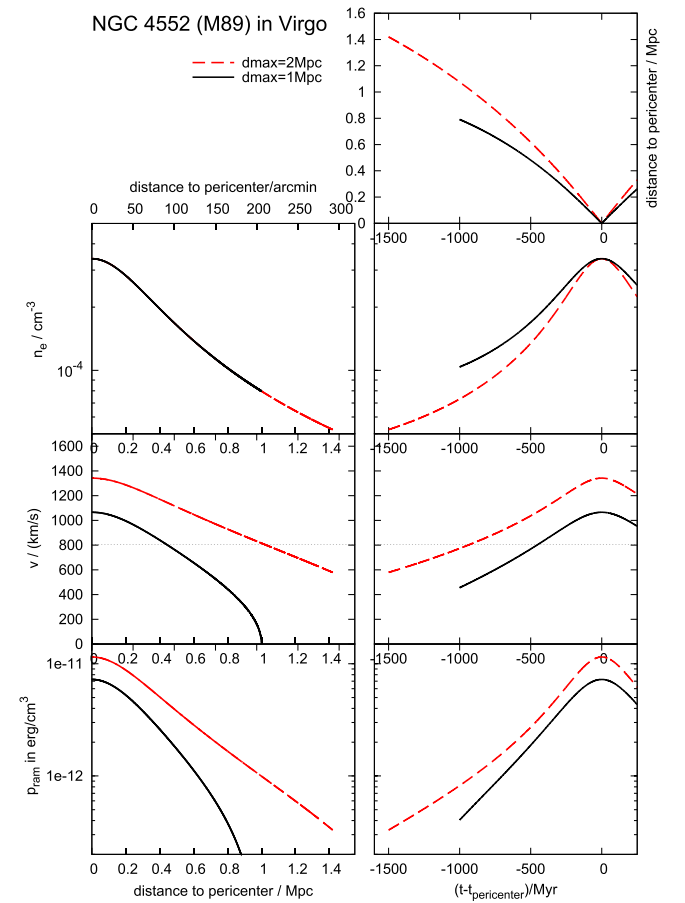 NGC 4552 (M89) in Virgo
dmax=2Mpc
dmax=1Mpc
1.6
1.4
1.2
1
0.8
0.6
0.4
0.2
0
distance to pericenter / Mpc
-1500 -1000 -500 0
distance to pericenter/arcmin
0 50 100 150 200 250 300
n_e / cm^-3
10^-4
0 0.2 0.4 0.6 0.8 1 1.2 1.4
-1500 -1000 -500 0
1600
1400
1200
1000
800
600
400
200
0
v / (km/s)
0 0.2 0.4 0.6 0.8 1 1.2 1.4
-1500 -1000 -500 0
1e-11
1e-12
p_ram in erg/cm^3
0 0.2 0.4 0.6 0.8 1 1.2 1.4
distance to pericenter / Mpc
-1500 -1000 -500 0
(t-t_pericenter)/Myr